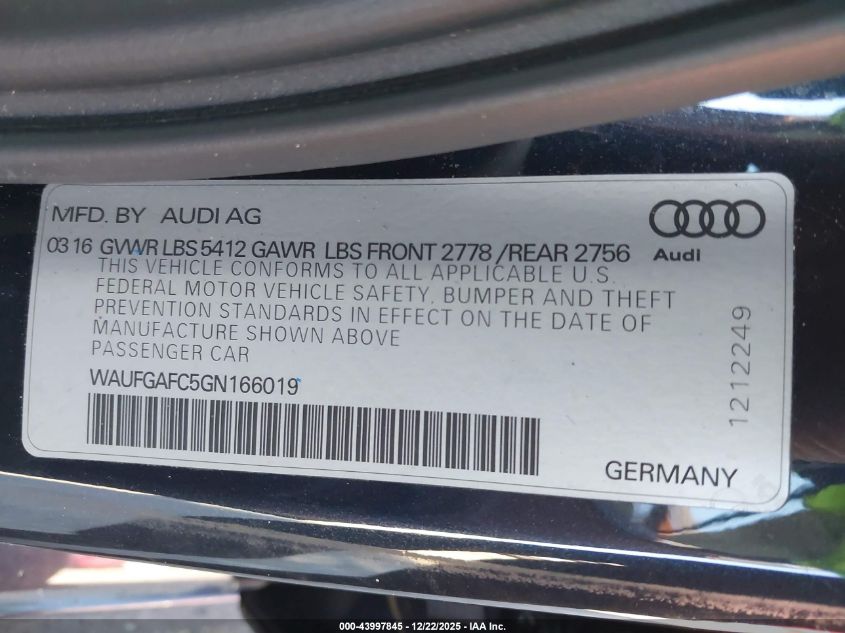 MFD. BY AUDI AG
03 16 GVWR LBS 5412 GAWR LBS FRONT 2778 /REAR 2756
Audi
THIS VEHICLE CONFORMS TO ALL APPLICABLE U.S.
FEDERAL MOTOR VEHICLE SAFETY, BUMPER AND THEFT
PREVENTION STANDARDS IN EFFECT ON THE DATE OF
MANUFACTURE SHOWN ABOVE
PASSENGER CAR
WAUFGAFC5GN166019
1212249
GERMANY
000-43997845 - 12/22/2025 - IAA Inc.